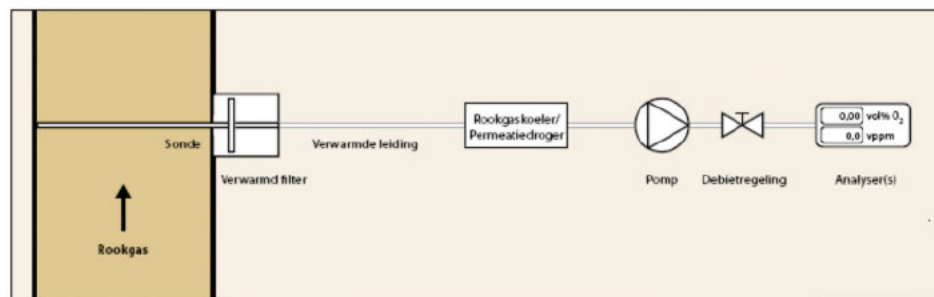 Rookgaskoeler/
Permeatiedroger
0,00 vol% O2
0,0 vppm
Sonde
Verwarmde leiding
Verwarmd filter
Pomp
Debietregeling
Analyser(s)
Rookgas